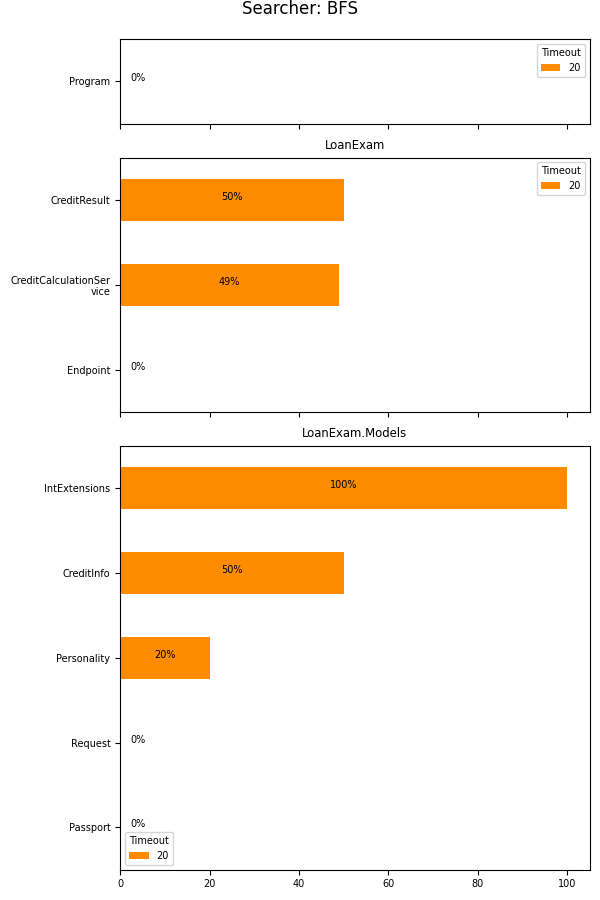 Searcher: BFS
Timeout
20
Program
0%
LoanExam
Timeout
20
CreditResult
50%
CreditCalculationSer
vice
49%
Endpoint
0%
LoanExam.Models
IntExtensions
100%
CreditInfo
50%
Personality
20%
Request
0%
Passport
0%
Timeout
20
0 20 40 60 80 100